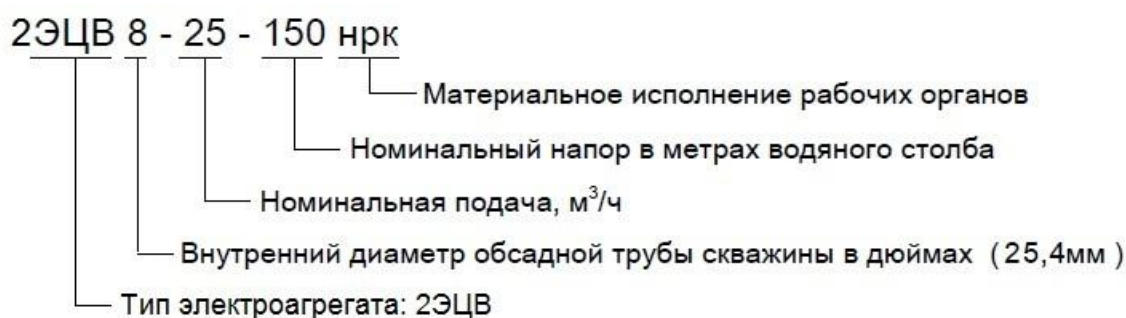 2ЭЦВ 8 - 25 - 150 нрк
Материальное исполнение рабочих органов
Номинальный напор в метрах водяного столба
Номинальная подача, м³/ч
Внутренний диаметр обсадной трубы скважины в дюймах (25,4мм)
Тип электроагрегата: 2ЭЦВ